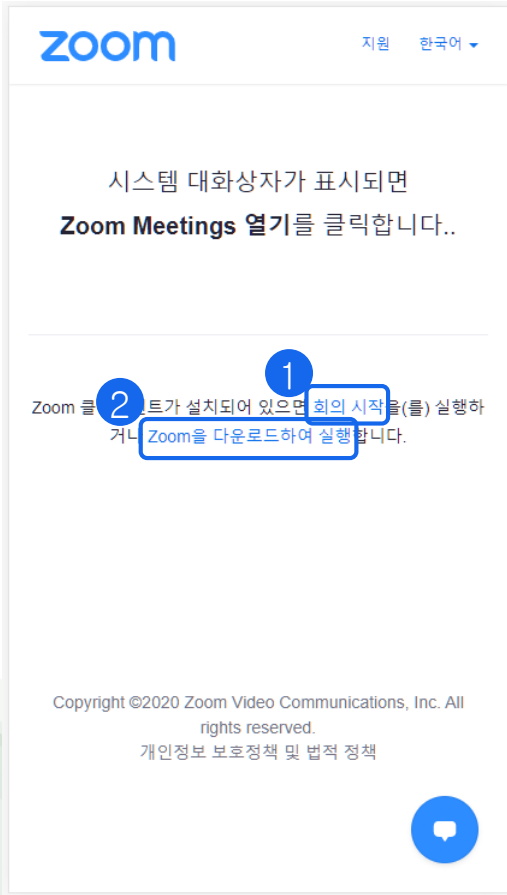 zoom
지원 한국어
시스템 대화상자가 표시되면
Zoom Meetings 열기를 클릭합니다..
1
Zoom 클 2 트가 설치되어 있으면 회의 시작을(를) 실행하
거나 Zoom을 다운로드하여 실행합니다.
Copyright ©2020 Zoom Video Communications, Inc. All
rights reserved.
개인정보 보호정책 및 법적 정책